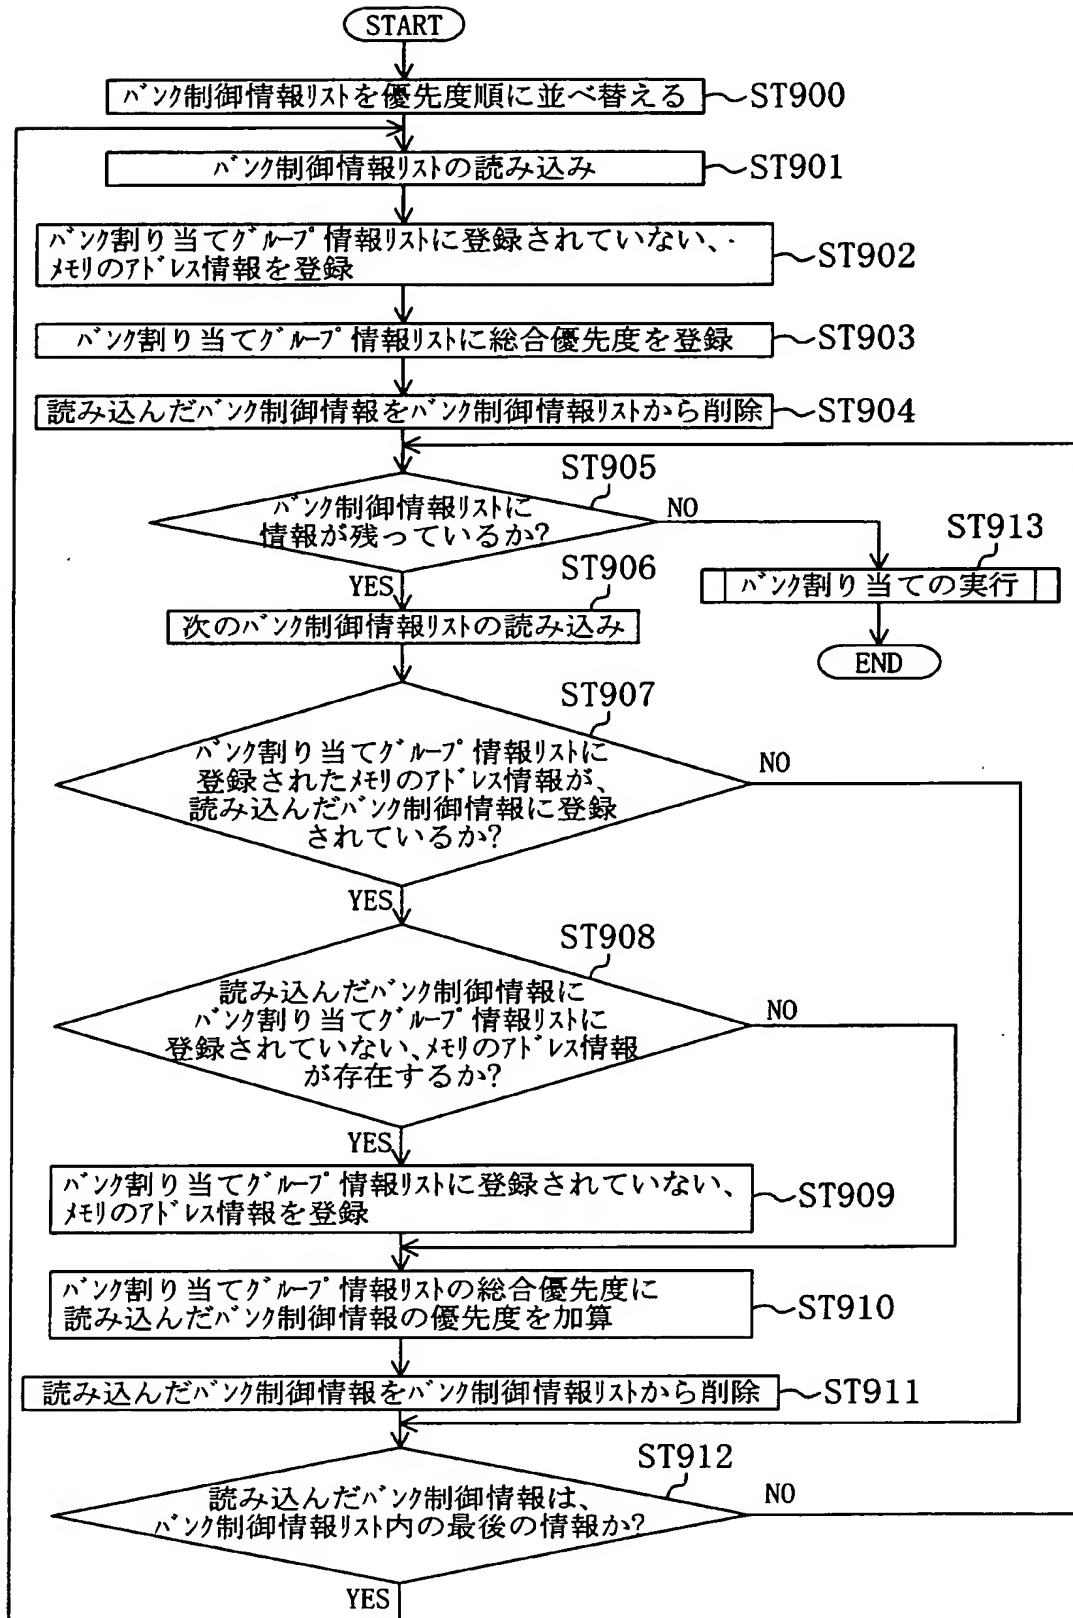 START
バンク制御情報リストを優先度順に並べ替える
ST900
バンク制御情報リストの読み込み
ST901
バンク割り当てグループ情報リストに登録されていない、
メモリのアドレス情報を登録
ST902
バンク割り当てグループ情報リストに総合優先度を登録
ST903
読み込んだバンク制御情報をバンク制御情報リストから削除
ST904
ST905
バンク制御情報リストに
情報が残っているか?
NO
YES
ST913
バンク割り当ての実行
END
ST906
次のバンク制御情報リストの読み込み
ST907
バンク割り当てグループ情報リストに
登録されたメモリのアドレス情報が、
読み込んだバンク制御情報に登録
されているか?
NO
YES
ST908
読み込んだバンク制御情報に
バンク割り当てグループ情報リストに
登録されていない、メモリのアドレス情報
が存在するか?
NO
YES
バンク割り当てグループ情報リストに登録されていない、
メモリのアドレス情報を登録
ST909
バンク割り当てグループ情報リストの総合優先度に
読み込んだバンク制御情報の優先度を加算
ST910
読み込んだバンク制御情報をバンク制御情報リストから削除
ST911
ST912
読み込んだバンク制御情報は、
バンク制御情報リスト内の最後の情報か?
NO
YES